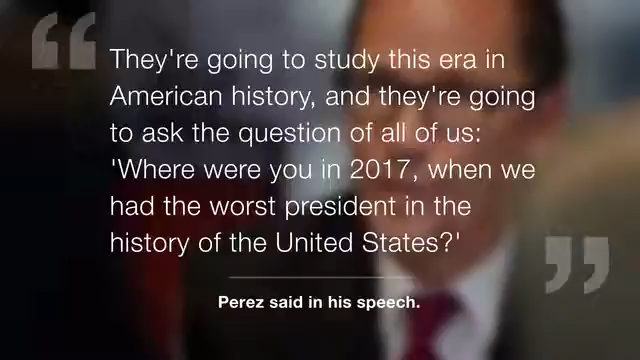 They're going to study this era in
American history, and they're going
to ask the question of all of us:
'Where were you in 2017, when we
had the worst president in the
history of the United States?'
Perez said in his speech.